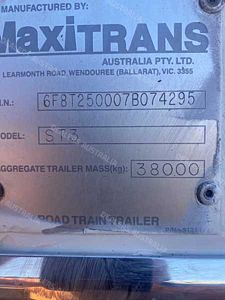 MANUFACTURED BY:
MaxiTRANS
AUSTRALIA PTY. LTD.
LEARMONTH ROAD, WENDOUREE (BALLARAT), VIC. 3355
V.I.N.: 6F8T250007B074295
MODEL: ST3
AGGREGATE TRAILER MASS(kg): 38000
ROAD TRAIN TRAILER